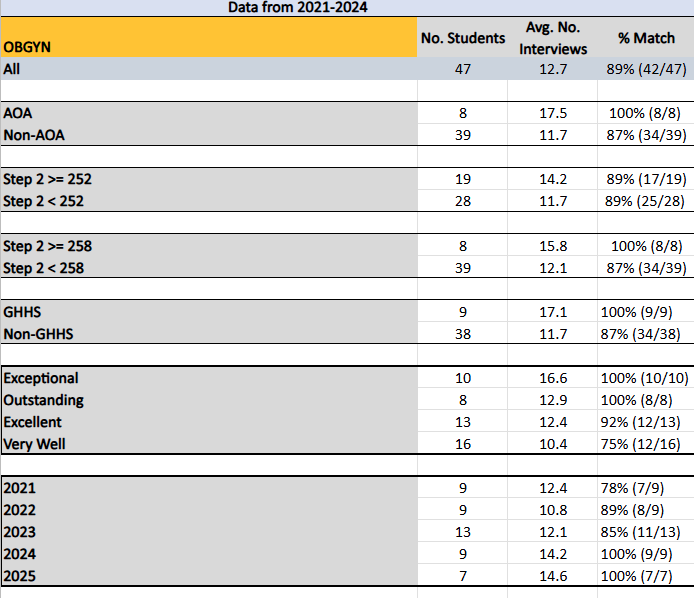 Data from 2021-2024
OBGYN No. Students Avg. No. Interviews % Match
All 47 12.7 89% (42/47)
AOA 8 17.5 100% (8/8)
Non-AOA 39 11.7 87% (34/39)
Step 2 >= 252 19 14.2 89% (17/19)
Step 2 < 252 28 11.7 89% (25/28)
Step 2 >= 258 8 15.8 100% (8/8)
Step 2 < 258 39 12.1 87% (34/39)
GHHS 9 17.1 100% (9/9)
Non-GHHS 38 11.7 87% (34/38)
Exceptional 10 16.6 100% (10/10)
Outstanding 8 12.9 100% (8/8)
Excellent 13 12.4 92% (12/13)
Very Well 16 10.4 75% (12/16)
2021 9 12.4 78% (7/9)
2022 9 10.8 89% (8/9)
2023 13 12.1 85% (11/13)
2024 9 14.2 100% (9/9)
2025 7 14.6 100% (7/7)